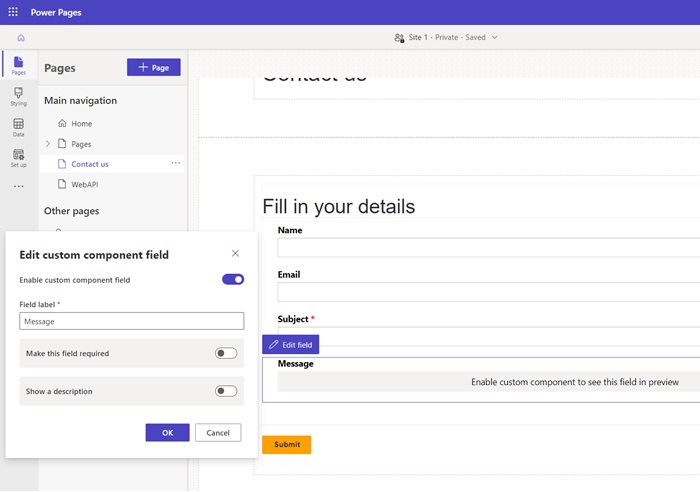 Power Pages
Site 1 - Private - Saved
Pages
Styling
Data
Set up
Pages
+ Page
Main navigation
Home
Pages
Contact us
WebAPI
Other pages
Contact us
Fill in your details
Name
Email
Subject *
Edit field
Message
Enable custom component to see this field in preview
Submit
Edit custom component field
Enable custom component field
Field label *
Message
Make this field required
Show a description
OK
Cancel